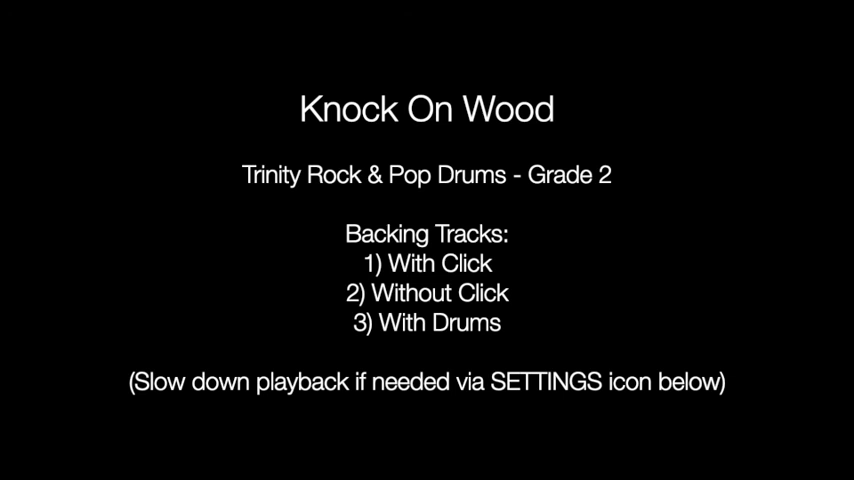 Knock On Wood
Trinity Rock & Pop Drums - Grade 2
Backing Tracks:
1) With Click
2) Without Click
3) With Drums
(Slow down playback if needed via SETTINGS icon below)